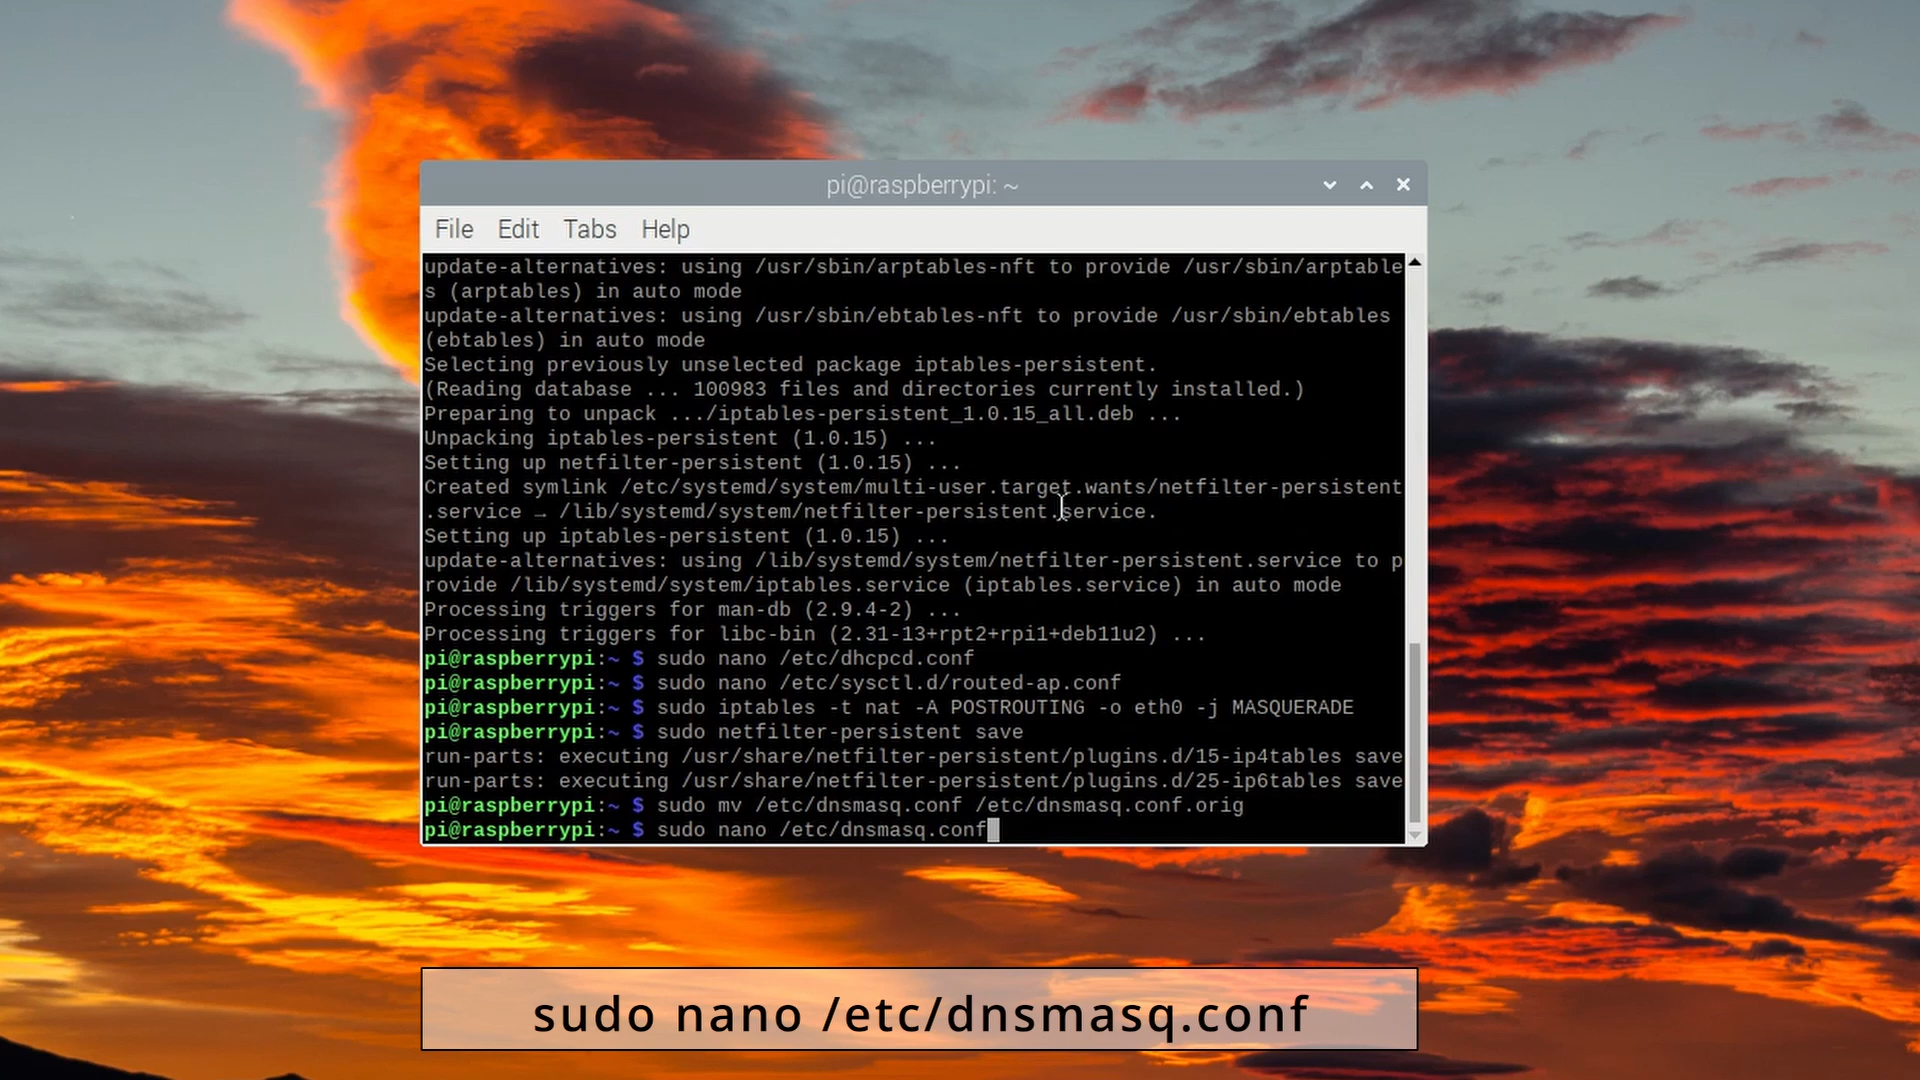 pi@raspberrypi: ~
File Edit Tabs Help
update-alternatives: using /usr/sbin/arptables-nft to provide /usr/sbin/arptable
s (arptables) in auto mode
update-alternatives: using /usr/sbin/ebtables-nft to provide /usr/sbin/ebtables
(ebtables) in auto mode
Selecting previously unselected package iptables-persistent.
(Reading database ... 100983 files and directories currently installed.)
Preparing to unpack .../iptables-persistent_1.0.15_all.deb ...
Unpacking iptables-persistent (1.0.15) ...
Setting up netfilter-persistent (1.0.15) ...
Created symlink /etc/systemd/system/multi-user.target.wants/netfilter-persistent
.service → /lib/systemd/system/netfilter-persistent.service.
Setting up iptables-persistent (1.0.15) ...
update-alternatives: using /lib/systemd/system/netfilter-persistent.service to p
rovide /lib/systemd/system/iptables.service (iptables.service) in auto mode
Processing triggers for man-db (2.9.4-2) ...
Processing triggers for libc-bin (2.31-13+rpt2+rpi1+deb11u2) ...
pi@raspberrypi:~ $ sudo nano /etc/dhcpcd.conf
pi@raspberrypi:~ $ sudo nano /etc/sysctl.d/routed-ap.conf
pi@raspberrypi:~ $ sudo iptables -t nat -A POSTROUTING -o eth0 -j MASQUERADE
pi@raspberrypi:~ $ sudo netfilter-persistent save
run-parts: executing /usr/share/netfilter-persistent/plugins.d/15-ip4tables save
run-parts: executing /usr/share/netfilter-persistent/plugins.d/25-ip6tables save
pi@raspberrypi:~ $ sudo mv /etc/dnsmasq.conf /etc/dnsmasq.conf.orig
pi@raspberrypi:~ $ sudo nano /etc/dnsmasq.conf
sudo nano /etc/dnsmasq.conf